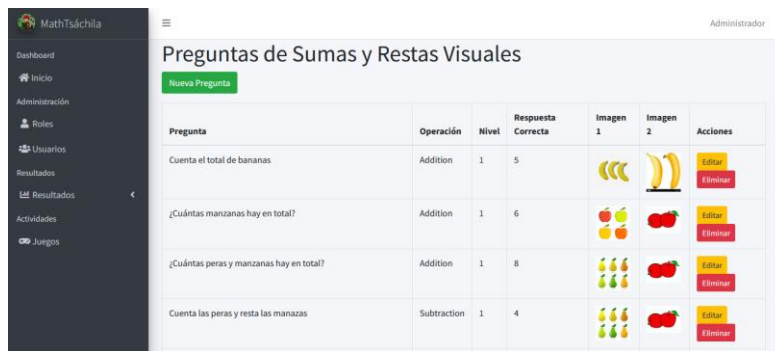 MathTsáchila
Administrador
Dashboard
Inicio
Administración
Roles
Usuarios
Resultados
Resultados
Actividades
Juegos
Preguntas de Sumas y Restas Visuales
Nueva Pregunta
Pregunta Operación Nivel Respuesta Correcta Imagen 1 Imagen 2 Acciones
Cuenta el total de bananas Addition 1 5 Editar
Eliminar
¿Cuántas manzanas hay en total? Addition 1 6 Editar
Eliminar
¿Cuántas peras y manzanas hay en total? Addition 1 8 Editar
Eliminar
Cuenta las peras y resta las manazas Subtraction 1 4 Editar
Eliminar